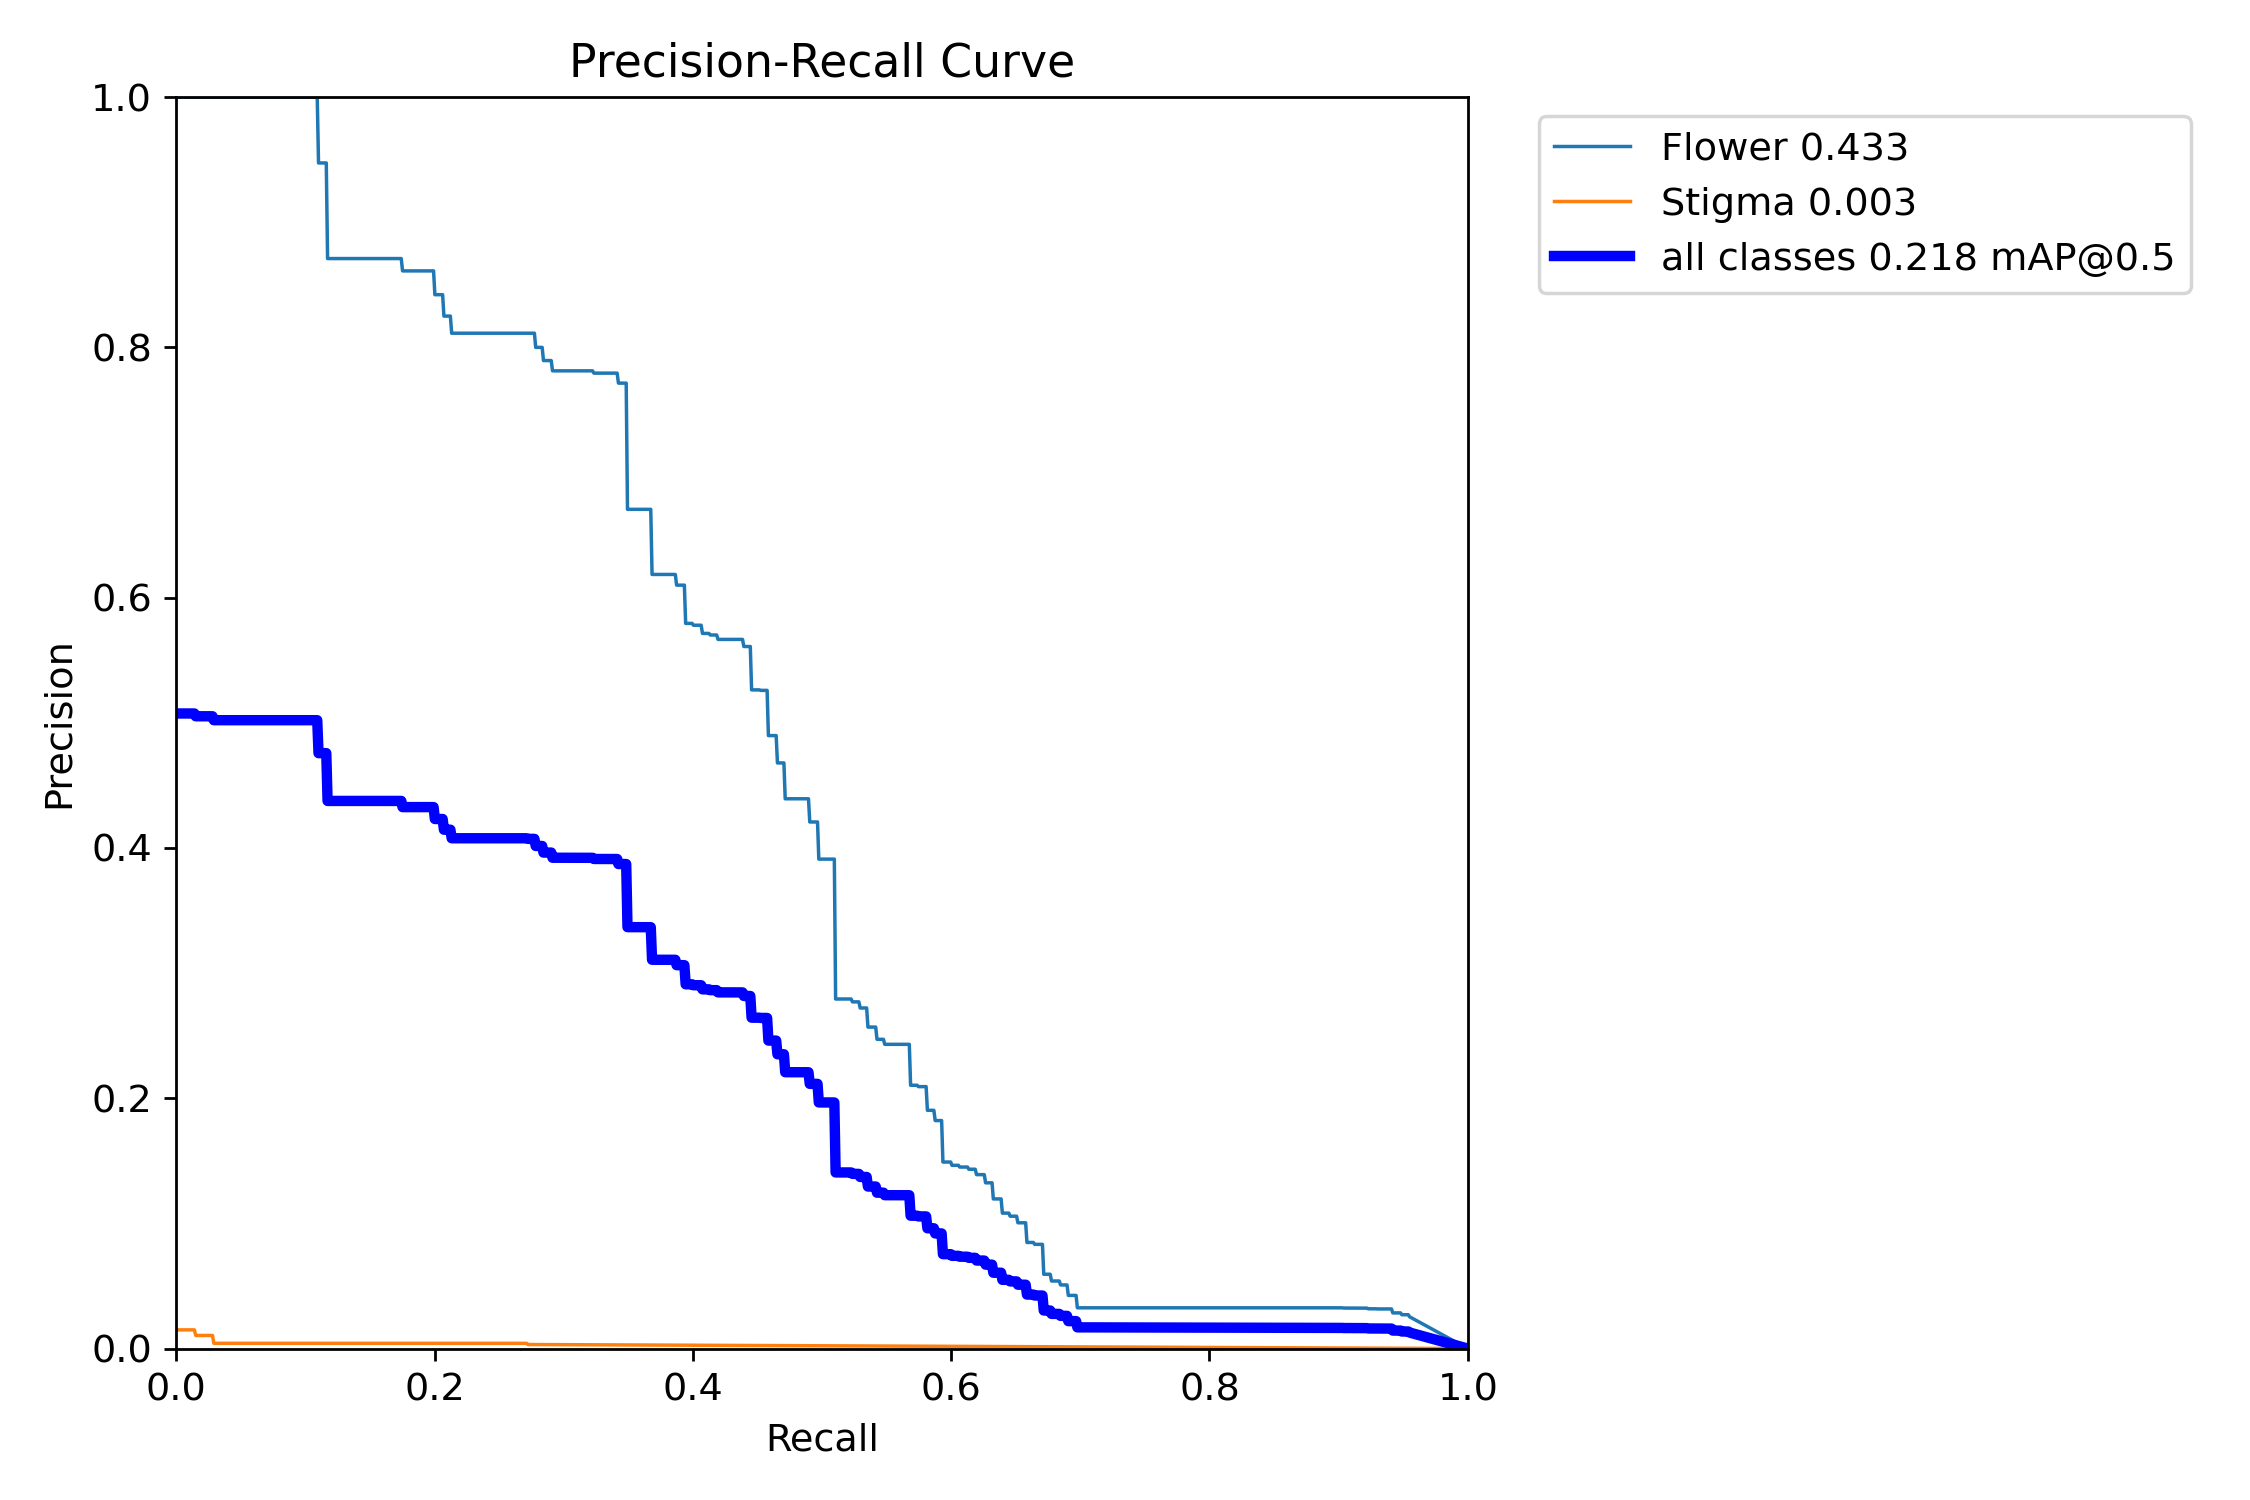 Precision-Recall Curve
1.0
0.8
0.6
0.4
0.2
0.0
Precision
0.0 0.2 0.4 0.6 0.8 1.0
Recall
Flower 0.433
Stigma 0.003
all classes 0.218 mAP@0.5